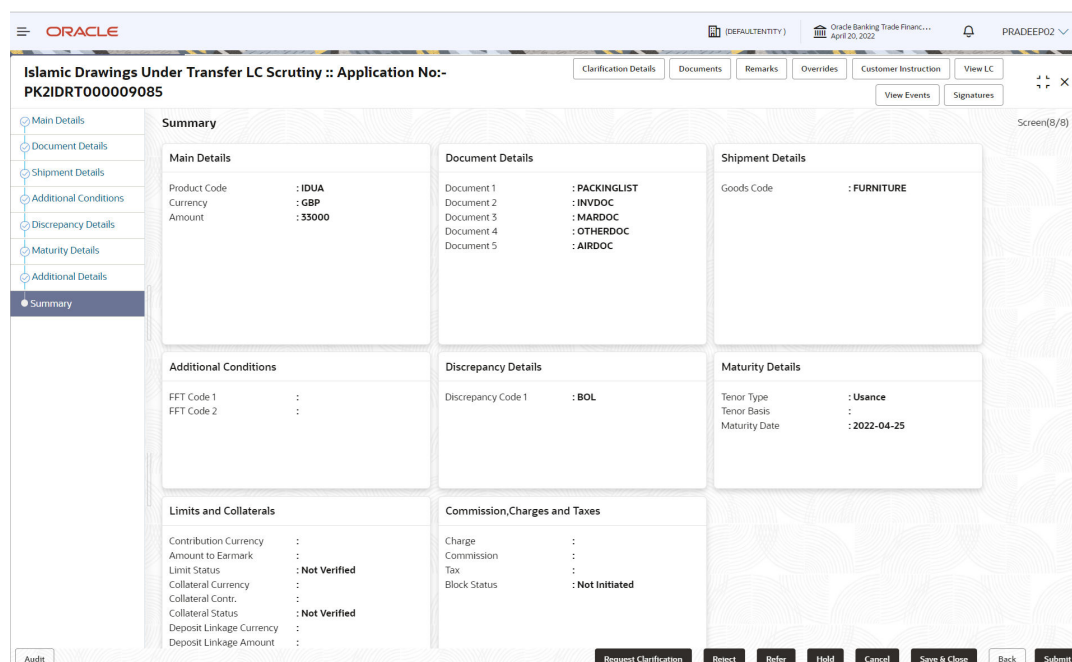 ORACLE
(DEFAULTENTITY)
Oracle Banking Trade Financ...
April 20, 2022
PRADEEP02
Islamic Drawings Under Transfer LC Scrutiny :: Application No:-
PK2IDRT000009085
Clarification Details
Documents
Remarks
Overrides
Customer Instruction
View LC
View Events
Signatures
Main Details
Document Details
Shipment Details
Additional Conditions
Discrepancy Details
Maturity Details
Additional Details
Summary
Summary
Screen(8/8)
Main Details
Product Code : IDUA
Currency : GBP
Amount : 33000
Document Details
Document 1 : PACKINGLIST
Document 2 : INVDOC
Document 3 : MARDOC
Document 4 : OTHERDOC
Document 5 : AIRDOC
Shipment Details
Goods Code : FURNITURE
Additional Conditions
FFT Code 1 :
FFT Code 2 :
Discrepancy Details
Discrepancy Code 1 : BOL
Maturity Details
Tenor Type : Usance
Tenor Basis :
Maturity Date : 2022-04-25
Limits and Collaterals
Contribution Currency :
Amount to Earmark :
Limit Status : Not Verified
Collateral Currency :
Collateral Contr. :
Collateral Status : Not Verified
Deposit Linkage Currency :
Deposit Linkage Amount :
Commission,Charges and Taxes
Charge :
Commission :
Tax :
Block Status : Not Initiated
Audit
Request Clarification
Reject
Refer
Hold
Cancel
Save & Close
Back
Submit